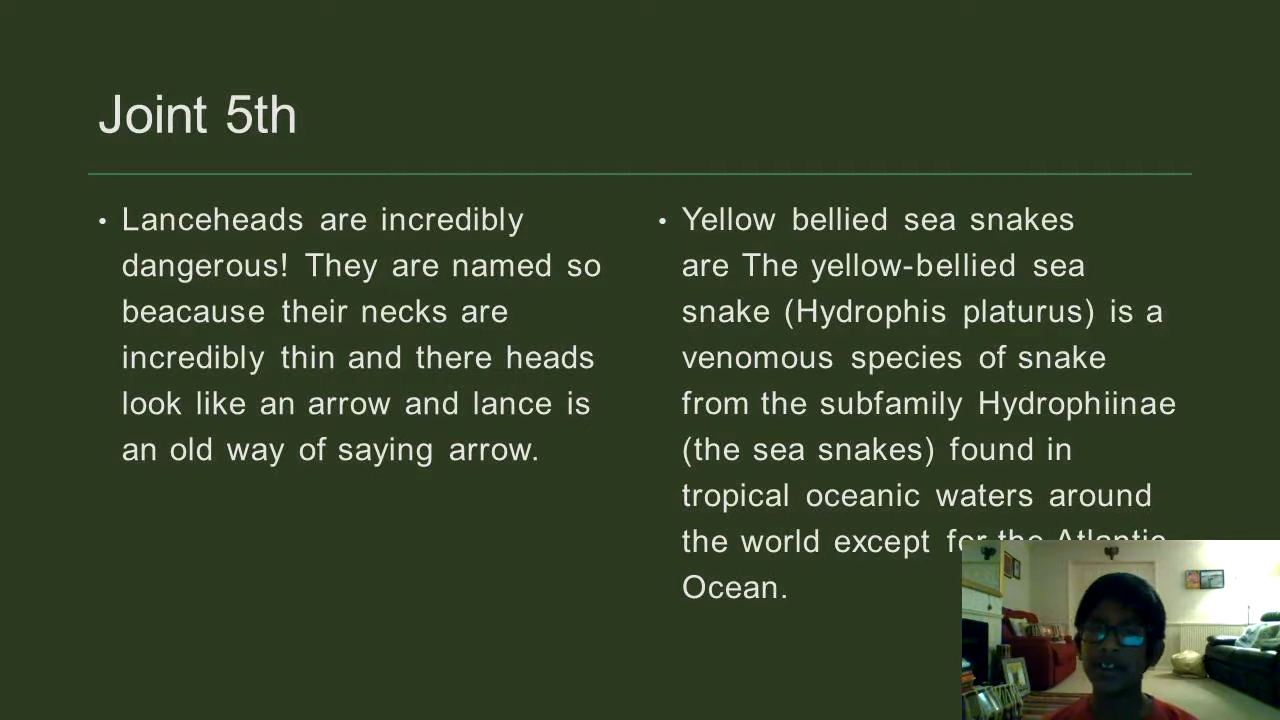 Joint 5th
• Lanceheads are incredibly
dangerous! They are named so
beacause their necks are
incredibly thin and there heads
look like an arrow and lance is
an old way of saying arrow.
• Yellow bellied sea snakes
are The yellow-bellied sea
snake (Hydrophis platurus) is a
venomous species of snake
from the subfamily Hydrophiinae
(the sea snakes) found in
tropical oceanic waters around
the world except for the Atlantic
Ocean.